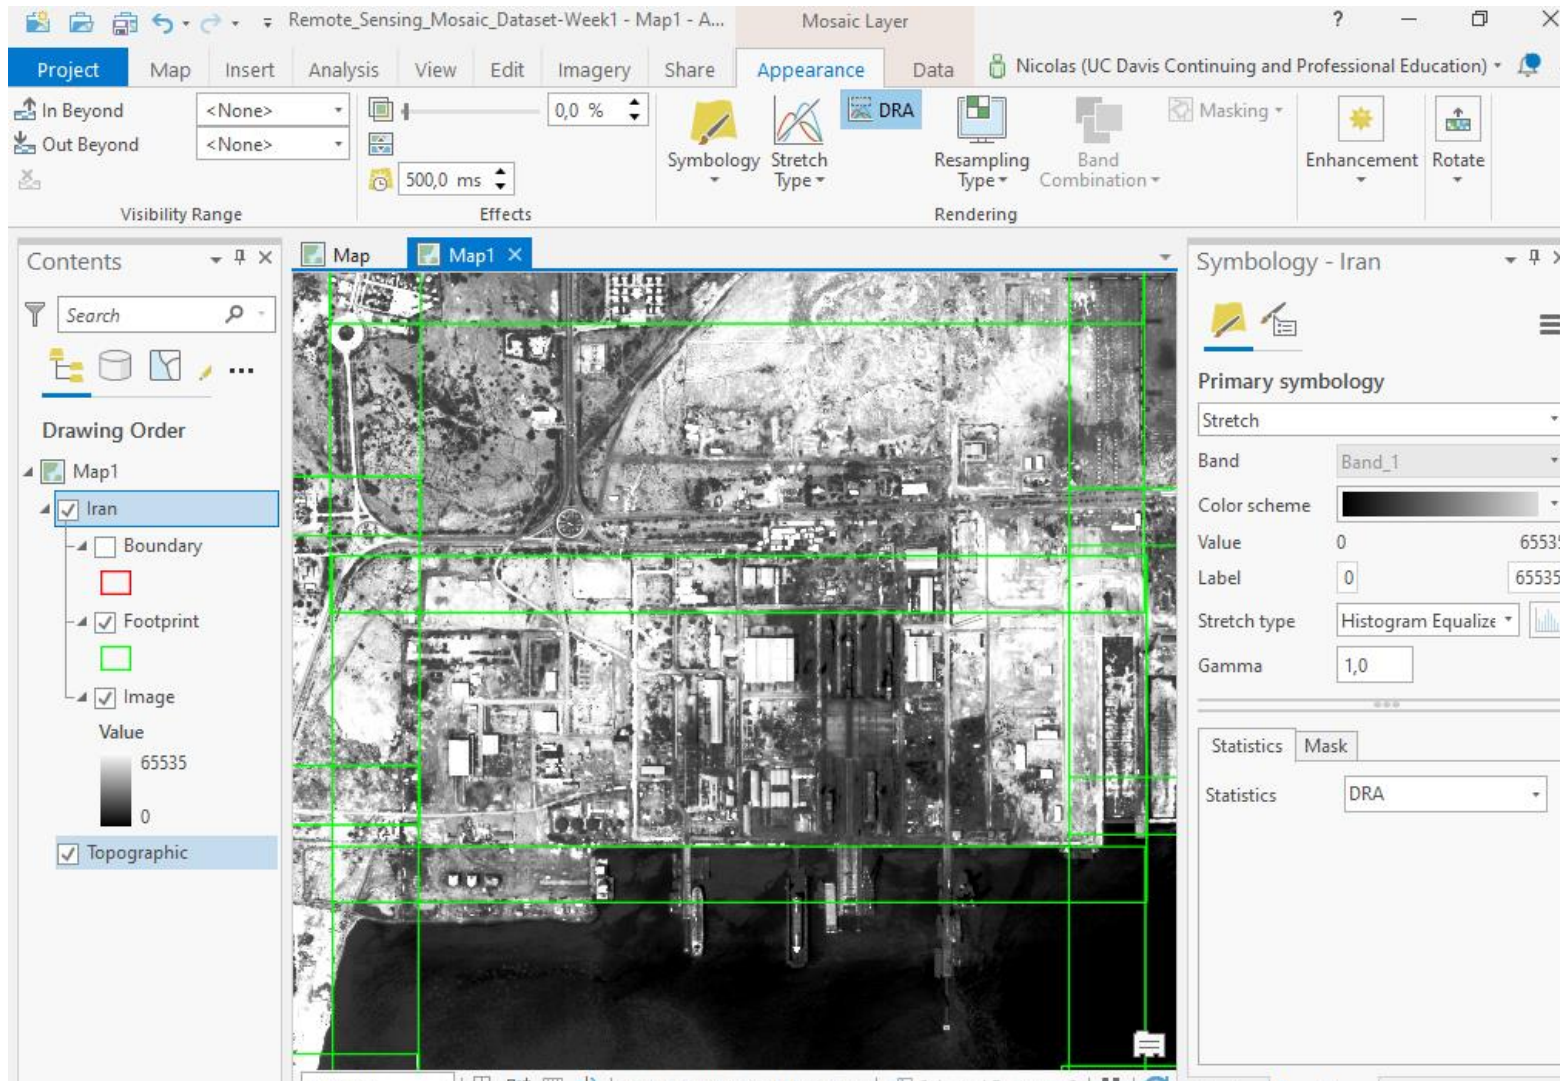 Remote_Sensing_Mosaic_Dataset-Week1 - Map1 - A...
Mosaic Layer
?
Project
Map
Insert
Analysis
View
Edit
Imagery
Share
Appearance
Data
Nicolas (UC Davis Continuing and Professional Education)
In Beyond
<None>
Out Beyond
<None>
Visibility Range
0,0 %
500,0 ms
Effects
Symbology
Stretch
Type
DRA
Resampling
Type
Band
Combination
Masking
Rendering
Enhancement
Rotate
Contents
Search
Drawing Order
Map1
Iran
Boundary
Footprint
Image
Value
65535
0
Topographic
Map
Map1
Symbology - Iran
Primary symbology
Stretch
Band
Band_1
Color scheme
Value
0
65535
Label
0
65535
Stretch type
Histogram Equalize
Gamma
1,0
Statistics
Mask
Statistics
DRA